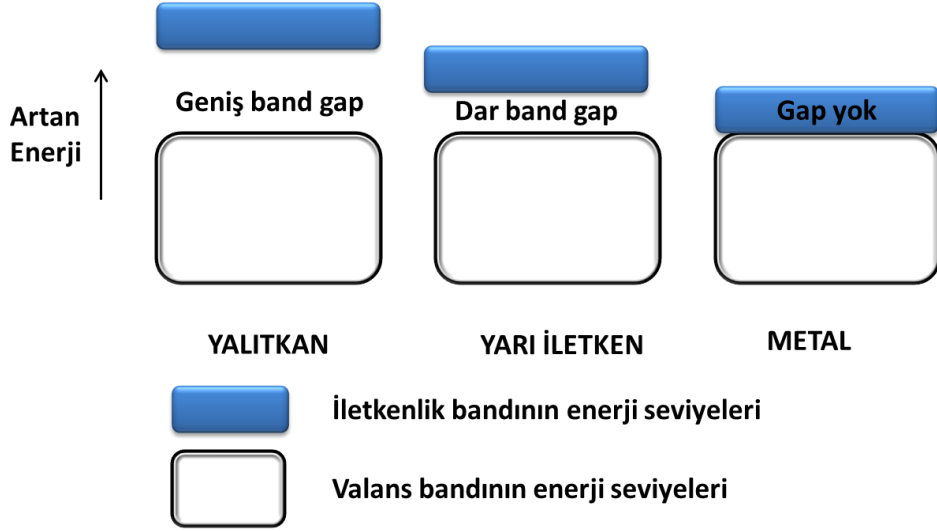 Geniş band gap
Dar band gap
Gap yok
Artan
Enerji
YALITKAN
YARI İLETKEN
METAL
İletkenlik bandının enerji seviyeleri
Valans bandının enerji seviyeleri